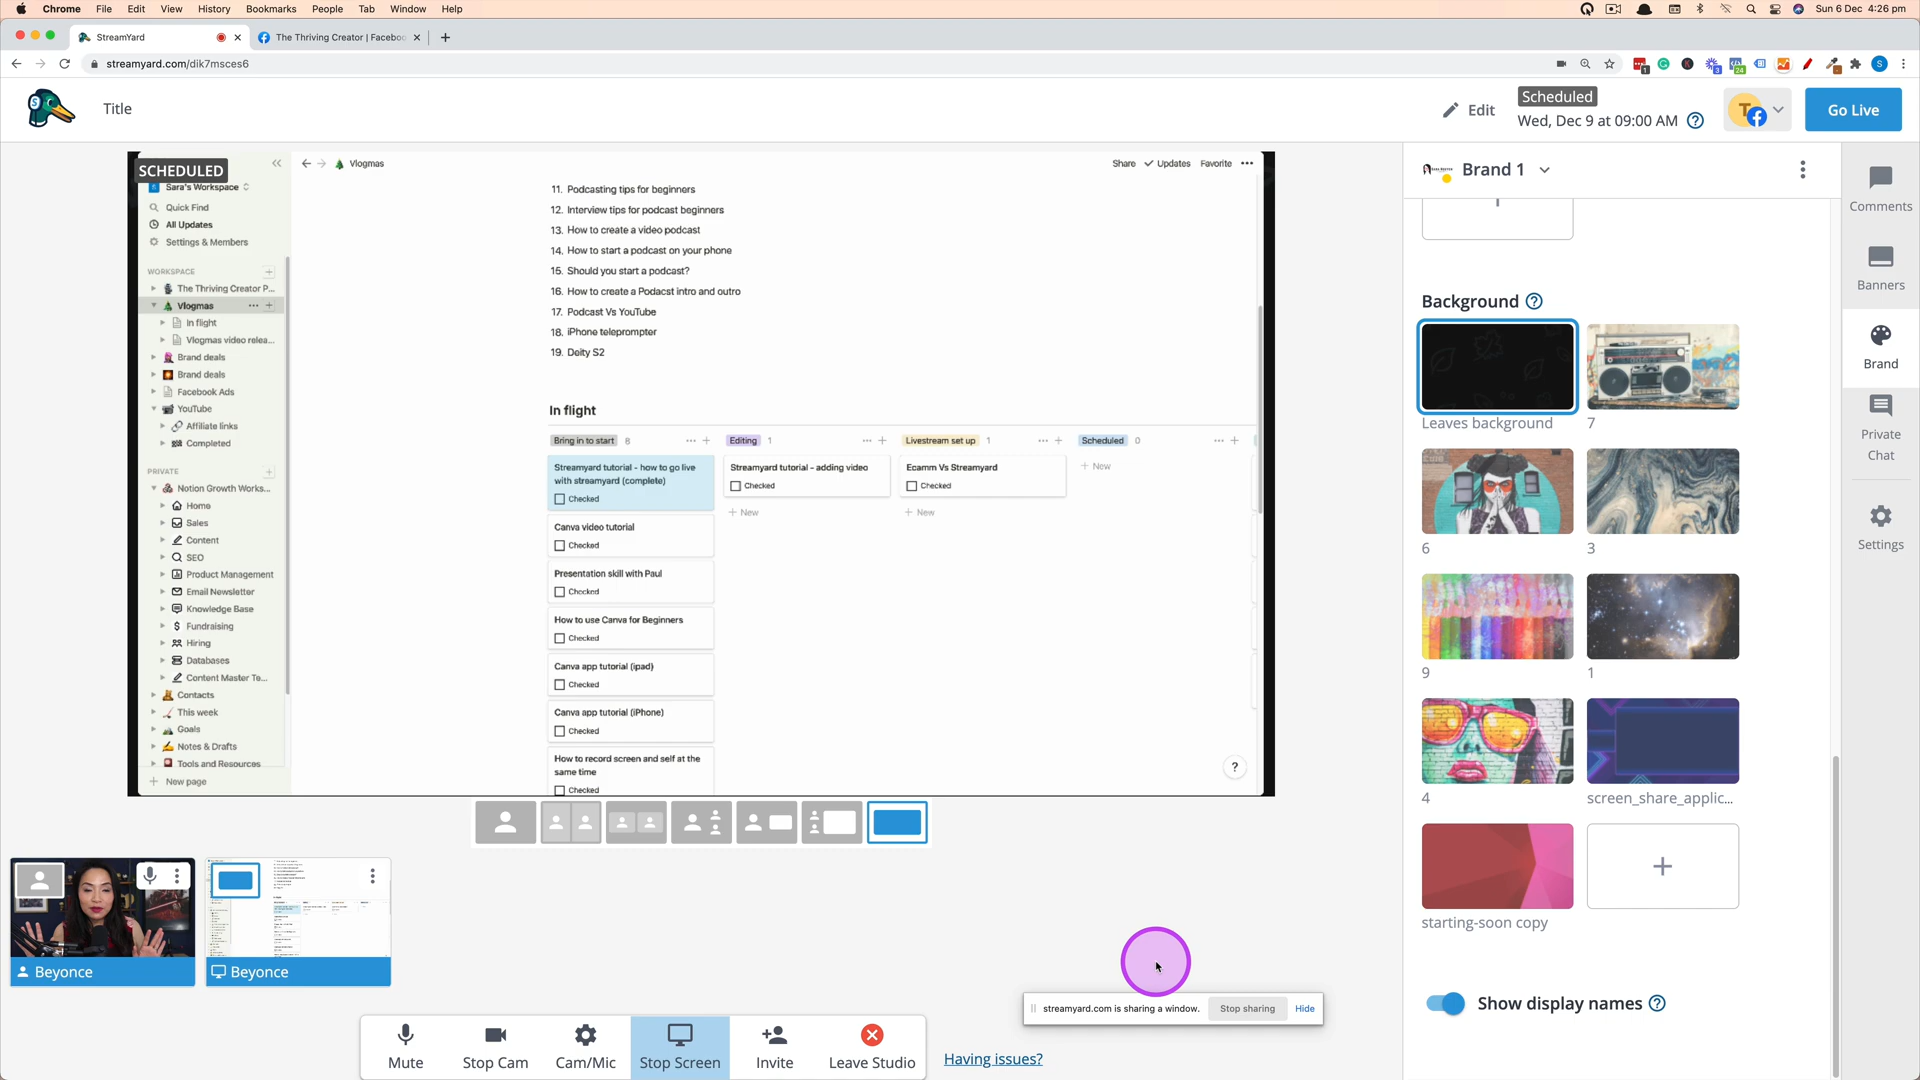 Chrome File Edit View History Bookmarks People Tab Window Help
Sun 6 Dec 4:26 pm
StreamYard
The Thriving Creator | Faceboo
streamyard.com/dik7msces6
Title
Edit
Scheduled
Wed, Dec 9 at 09:00 AM
T
Go Live
SCHEDULED
Sara's Workspace
Quick Find
All Updates
Settings & Members
WORKSPACE
The Thriving Creator P...
Vlogmas
In flight
Vlogmas video relea...
Brand deals
Brand deals
Facebook Ads
YouTube
Affiliate links
Completed
PRIVATE
Notion Growth Works...
Home
Sales
Content
SEO
Product Management
Email Newsletter
Knowledge Base
Fundraising
Hiring
Databases
Content Master Te...
Contacts
This week
Goals
Notes & Drafts
Tools and Resources
New page
Vlogmas
Share Updates Favorite
11. Podcasting tips for beginners
12. Interview tips for podcast beginners
13. How to create a video podcast
14. How to start a podcast on your phone
15. Should you start a podcast?
16. How to create a Podacst intro and outro
17. Podcast Vs YouTube
18. iPhone teleprompter
19. Deity S2
In flight
Bring in to start 8
Streamyard tutorial - how to go live
with streamyard (complete)
Checked
Canva video tutorial
Checked
Presentation skill with Paul
Checked
How to use Canva for Beginners
Checked
Canva app tutorial (ipad)
Checked
Canva app tutorial (iPhone)
Checked
How to record screen and self at the
same time
Checked
Editing 1
Streamyard tutorial - adding video
Checked
+ New
Livestream set up 1
Ecamm Vs Streamyard
Checked
+ New
Scheduled 0
+ New
?
Beyonce
Beyonce
streamyard.com is sharing a window.
Stop sharing
Hide
Mute
Stop Cam
Cam/Mic
Stop Screen
Invite
Leave Studio
Having issues?
Brand 1
Background
Leaves background
7
6
3
9
1
4
screen_share_applic...
starting-soon copy
Show display names
Comments
Banners
Brand
Private
Chat
Settings